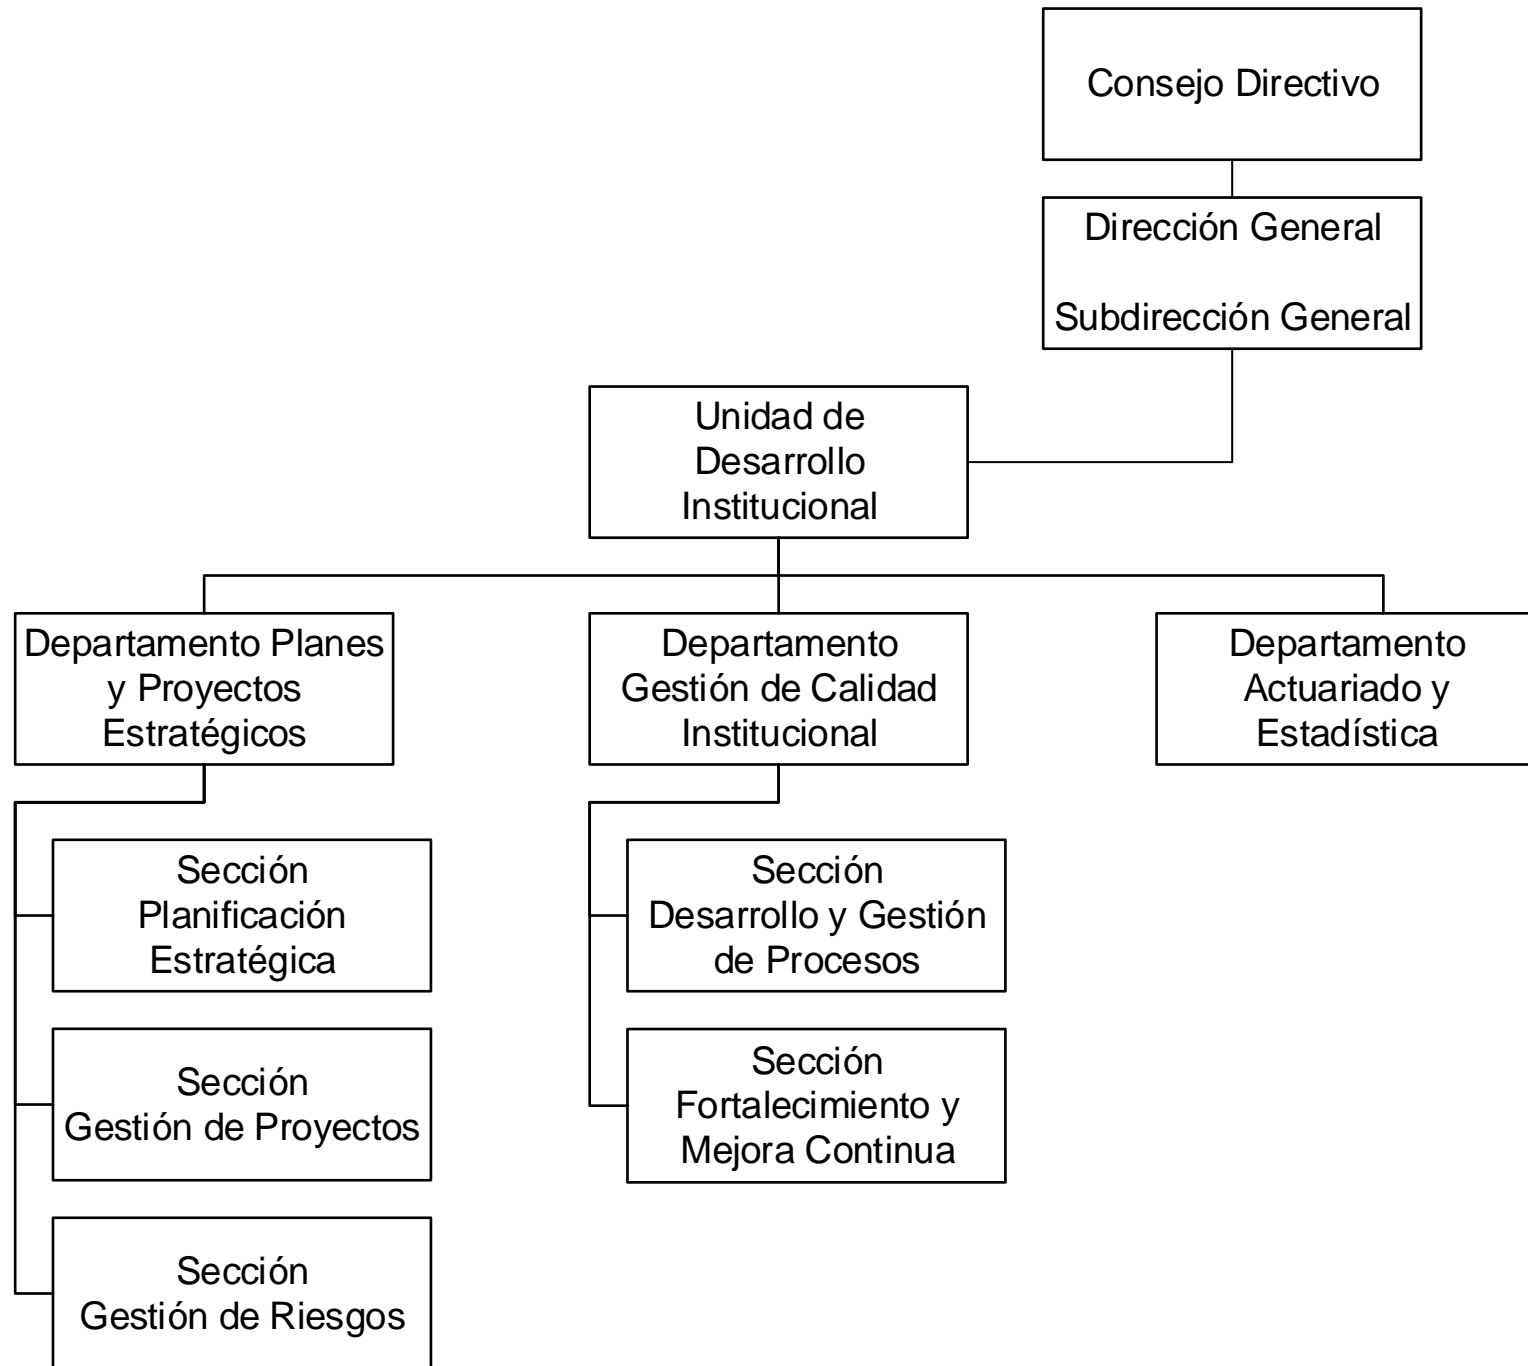 Consejo Directivo
Dirección General
Subdirección General
Unidad de
Desarrollo
Institucional
Departamento Planes
y Proyectos
Estratégicos
Departamento
Gestión de Calidad
Institucional
Departamento
Actuariado y
Estadística
Sección
Planificación
Estratégica
Sección
Gestión de Proyectos
Sección
Gestión de Riesgos
Sección
Desarrollo y Gestión
de Procesos
Sección
Fortalecimiento y
Mejora Continua